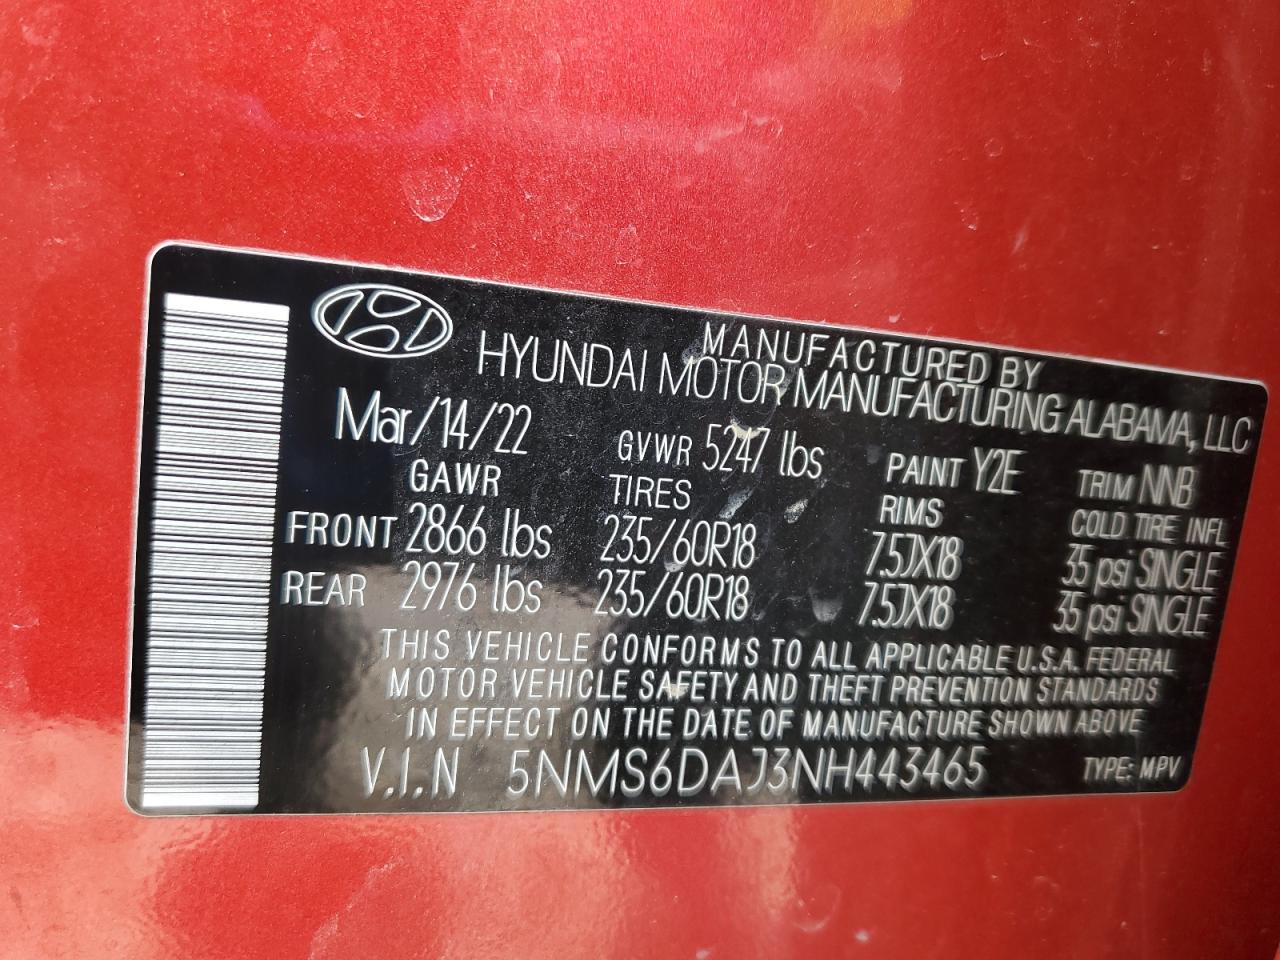 MANUFACTURED BY
HYUNDAI MOTOR MANUFACTURING ALABAMA, LLC
Mar/14/22 GVWR 5247 lbs PAINT Y2E TRIM NNB
GAWR TIRES RIMS COLD TIRE INFL
FRONT 2866 lbs 235/60R18 7.5JX18 35 psi SINGLE
REAR 2976 lbs 235/60R18 7.5JX18 35 psi SINGLE
THIS VEHICLE CONFORMS TO ALL APPLICABLE U.S.A. FEDERAL
MOTOR VEHICLE SAFETY AND THEFT PREVENTION STANDARDS
IN EFFECT ON THE DATE OF MANUFACTURE SHOWN ABOVE
V.I.N 5NMS6DAJ3NH443465 TYPE: MPV